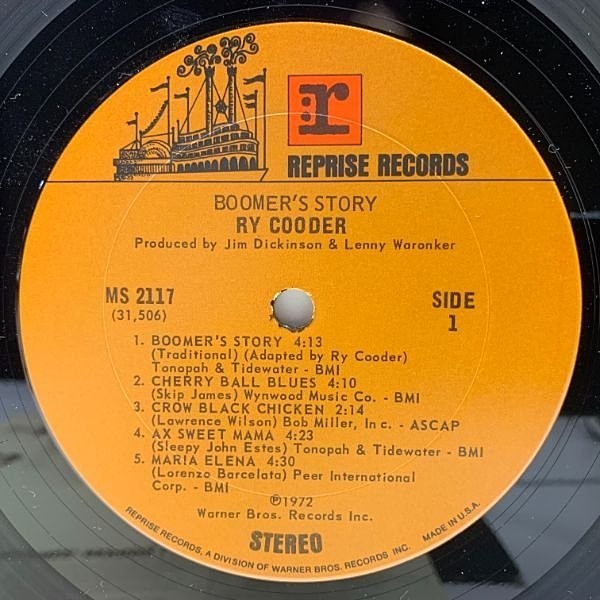 r
REPRISE RECORDS
BOOMER'S STORY
RY COODER
Produced by Jim Dickinson & Lenny Waronker
MS 2117
(31,506)
SIDE
1
1. BOOMER'S STORY 4:13
(Traditional) (Adapted by Ry Cooder)
Tonopah & Tidewater - BMI
2. CHERRY BALL BLUES 4:10
(Skip James) Wynwood Music Co. - BMI
3. CROW BLACK CHICKEN 2:14
(Lawrence Wilson) Bob Miller, Inc. - ASCAP
4. AX SWEET MAMA 4:23
(Sleepy John Estes) Tonopah & Tidewater - BMI
5. MARIA ELENA 4:30
(Lorenzo Barcelata) Peer International
Corp. - BMI
℗1972
Warner Bros. Records Inc.
STEREO
REPRISE RECORDS, A DIVISION OF WARNER BROS. RECORDS INC. MADE IN U.S.A.